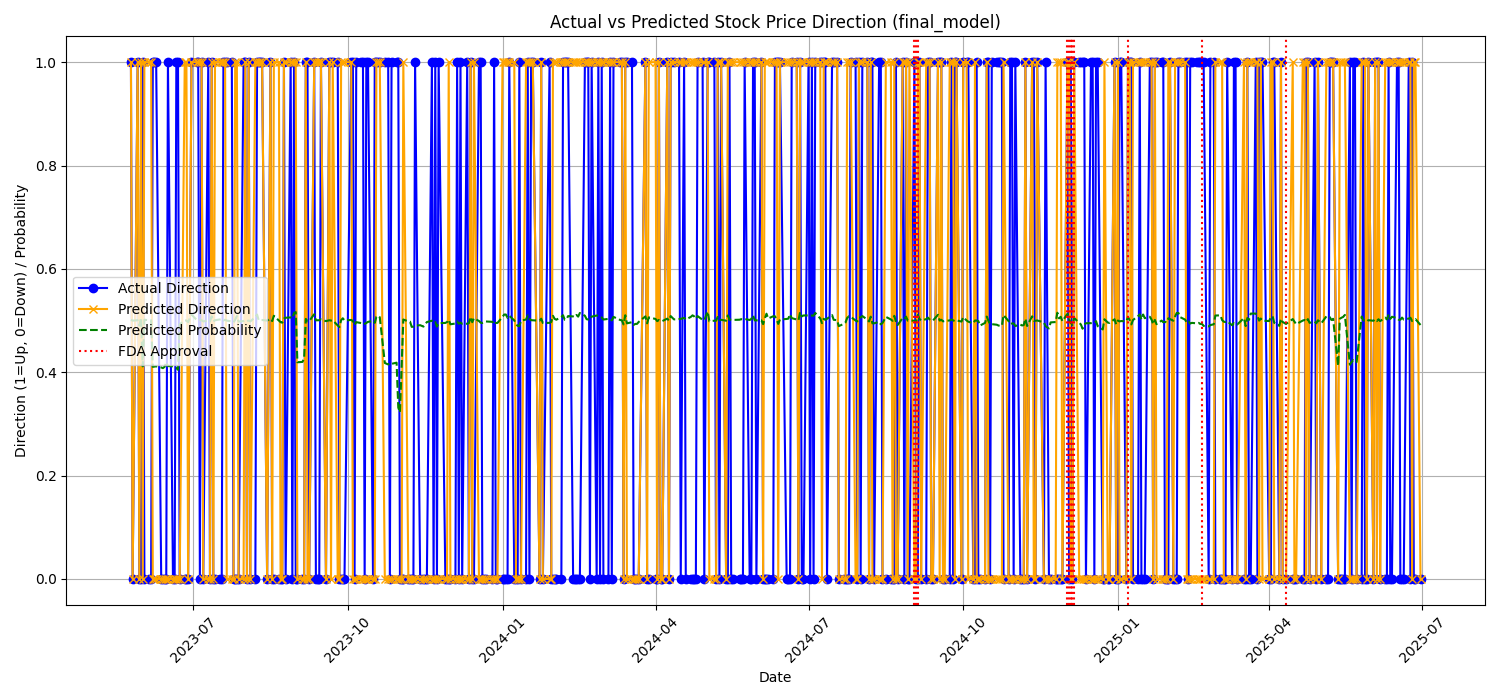 Actual vs Predicted Stock Price Direction (final_model)
Direction (1=Up, 0=Down) / Probability
1.0
0.8
0.6
0.4
0.2
0.0
Actual Direction
Predicted Direction
Predicted Probability
FDA Approval
2023-07
2023-10
2024-01
2024-04
2024-07
2024-10
2025-01
2025-04
2025-07
Date